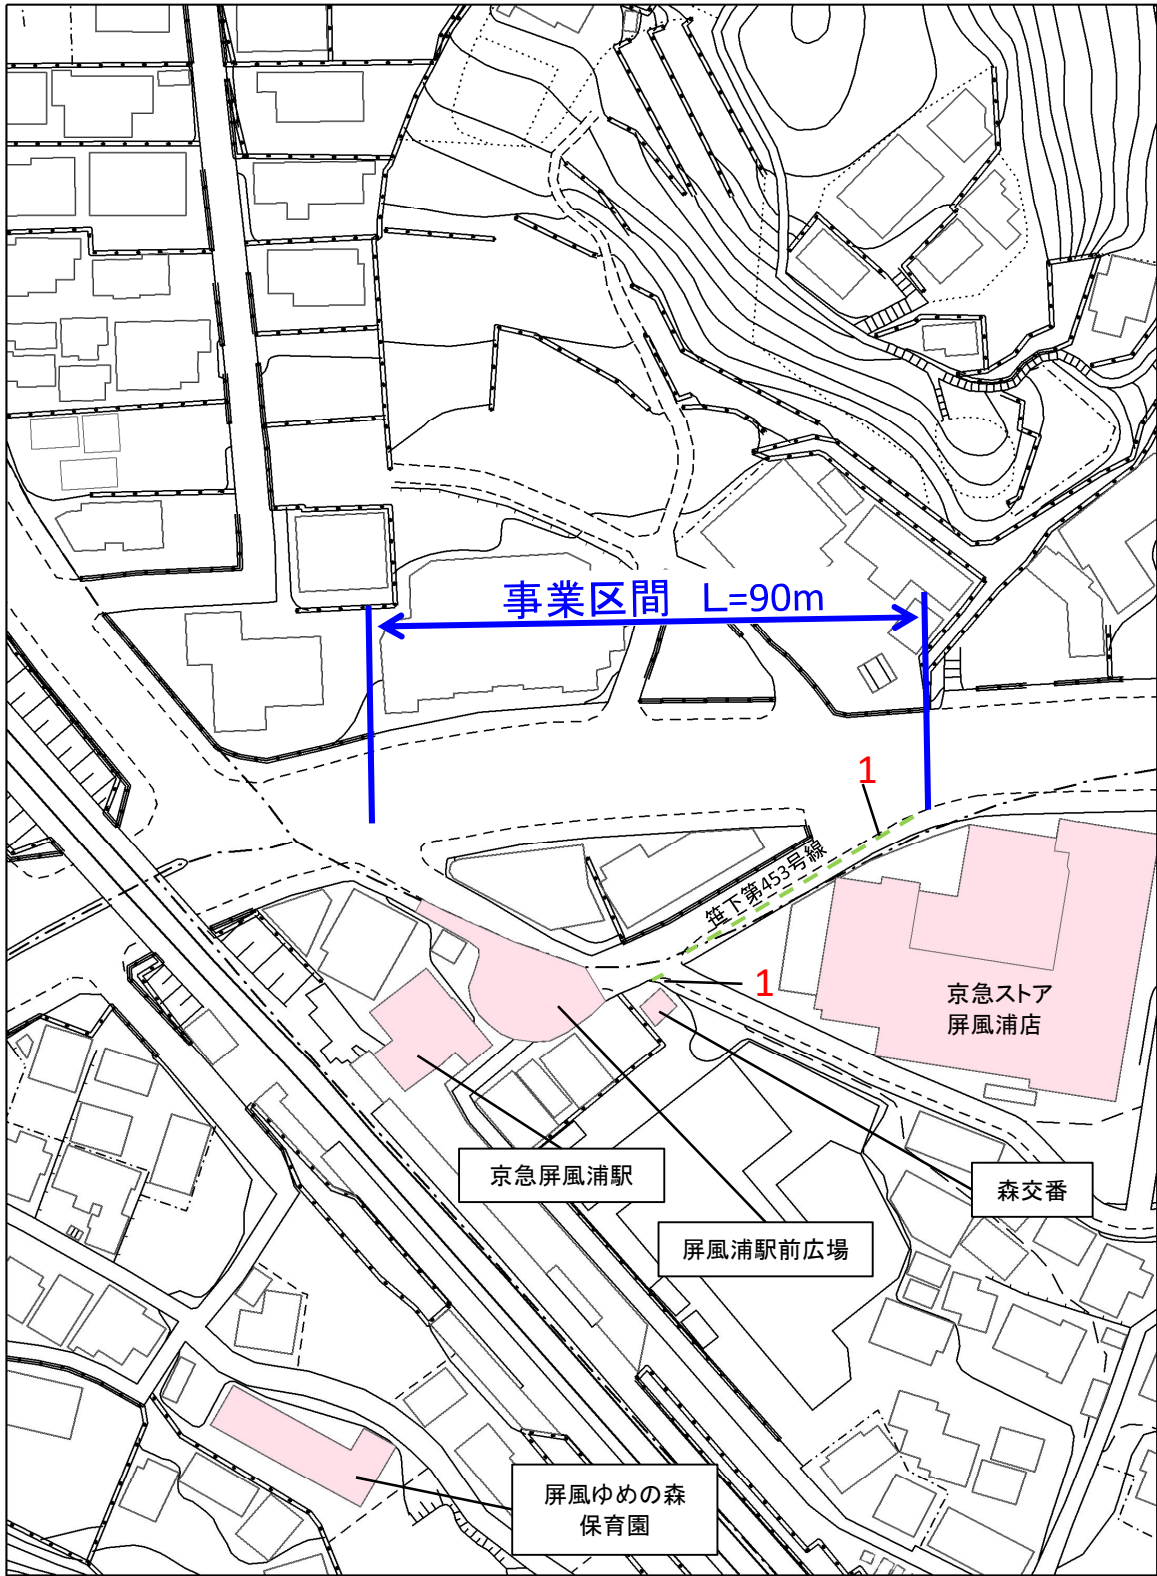 事業区間 L=90m
1
笹下第453号線
1
京急ストア
屏風浦店
京急屏風浦駅
森交番
屏風浦駅前広場
屏風ゆめの森
保育園